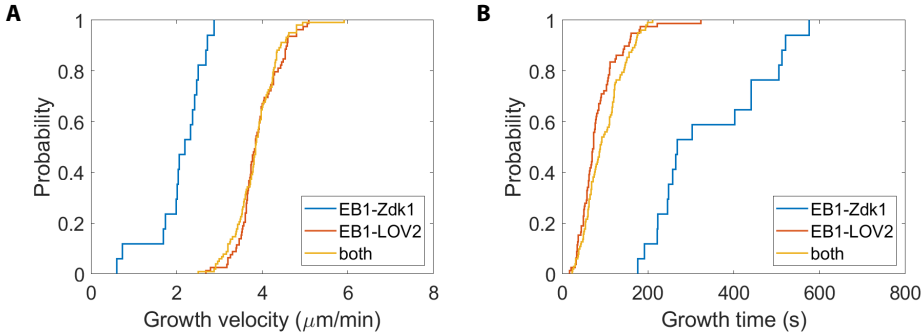 A
B
1
0.8
0.6
0.4
0.2
0
Probability
EB1-Zdk1
EB1-LOV2
both
0 2 4 6 8
Growth velocity (μm/min)
1
0.8
0.6
0.4
0.2
0
Probability
EB1-Zdk1
EB1-LOV2
both
0 200 400 600 800
Growth time (s)